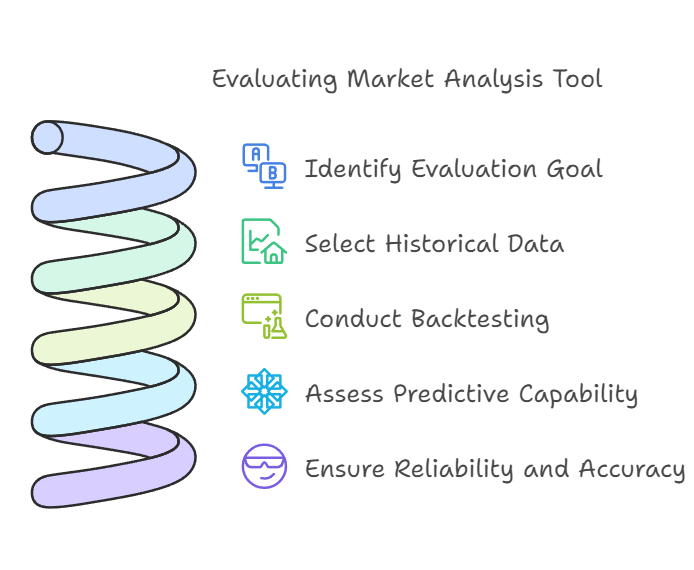 Evaluating Market Analysis Tool
A
B
Identify Evaluation Goal
Select Historical Data
Conduct Backtesting
Assess Predictive Capability
Ensure Reliability and Accuracy